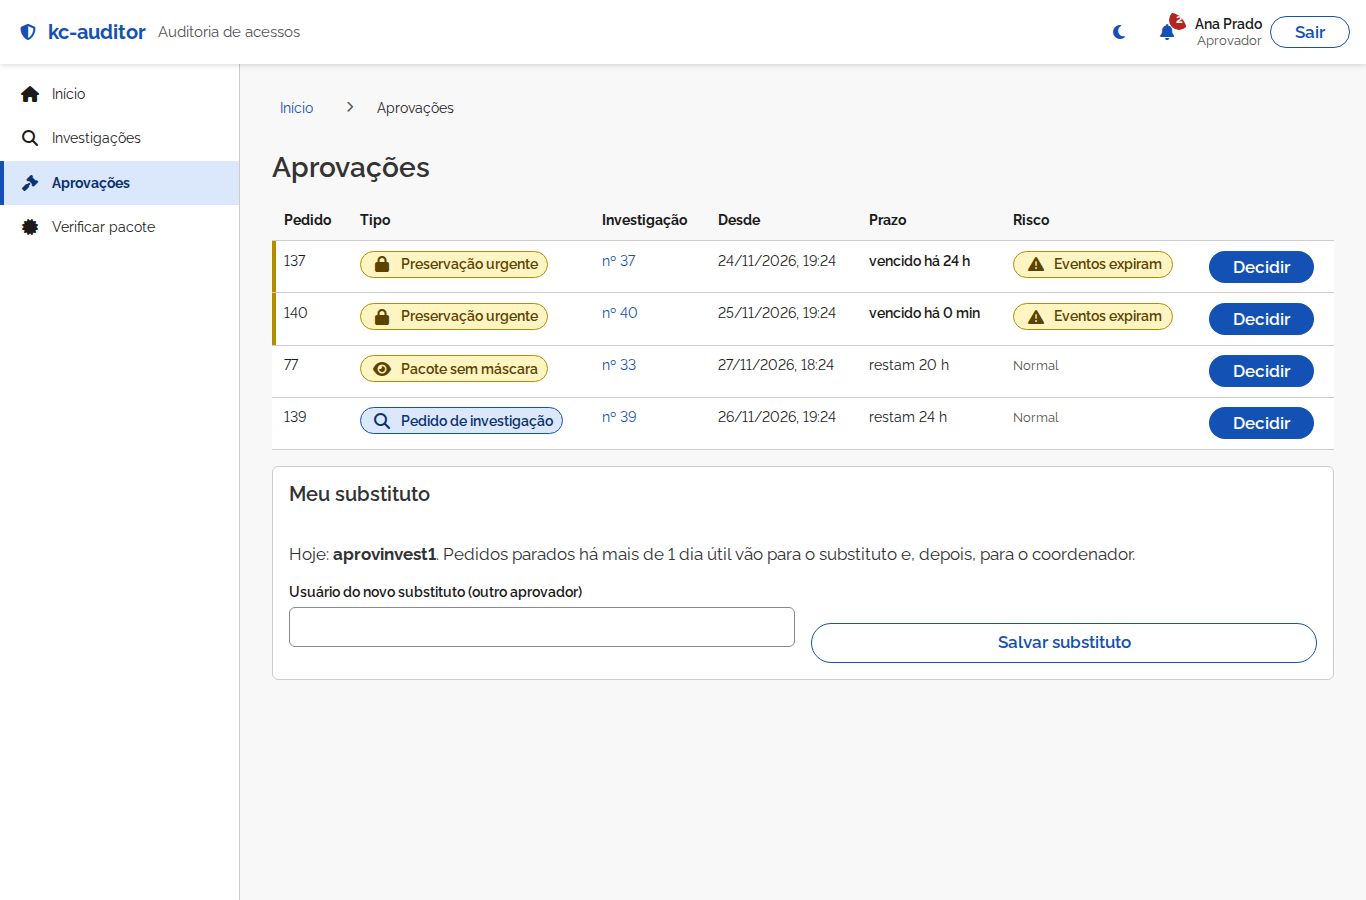 kc-auditor Auditoria de acessos
2
Ana Prado
Aprovador
Sair
Início
Investigações
Aprovações
Verificar pacote
Início > Aprovações
Aprovações
Pedido Tipo Investigação Desde Prazo Risco
137 Preservação urgente nº 37 24/11/2026, 19:24 vencido há 24 h Eventos expiram Decidir
140 Preservação urgente nº 40 25/11/2026, 19:24 vencido há 0 min Eventos expiram Decidir
77 Pacote sem máscara nº 33 27/11/2026, 18:24 restam 20 h Normal Decidir
139 Pedido de investigação nº 39 26/11/2026, 19:24 restam 24 h Normal Decidir
Meu substituto
Hoje: aprovinvest1. Pedidos parados há mais de 1 dia útil vão para o substituto e, depois, para o coordenador.
Usuário do novo substituto (outro aprovador)
Salvar substituto